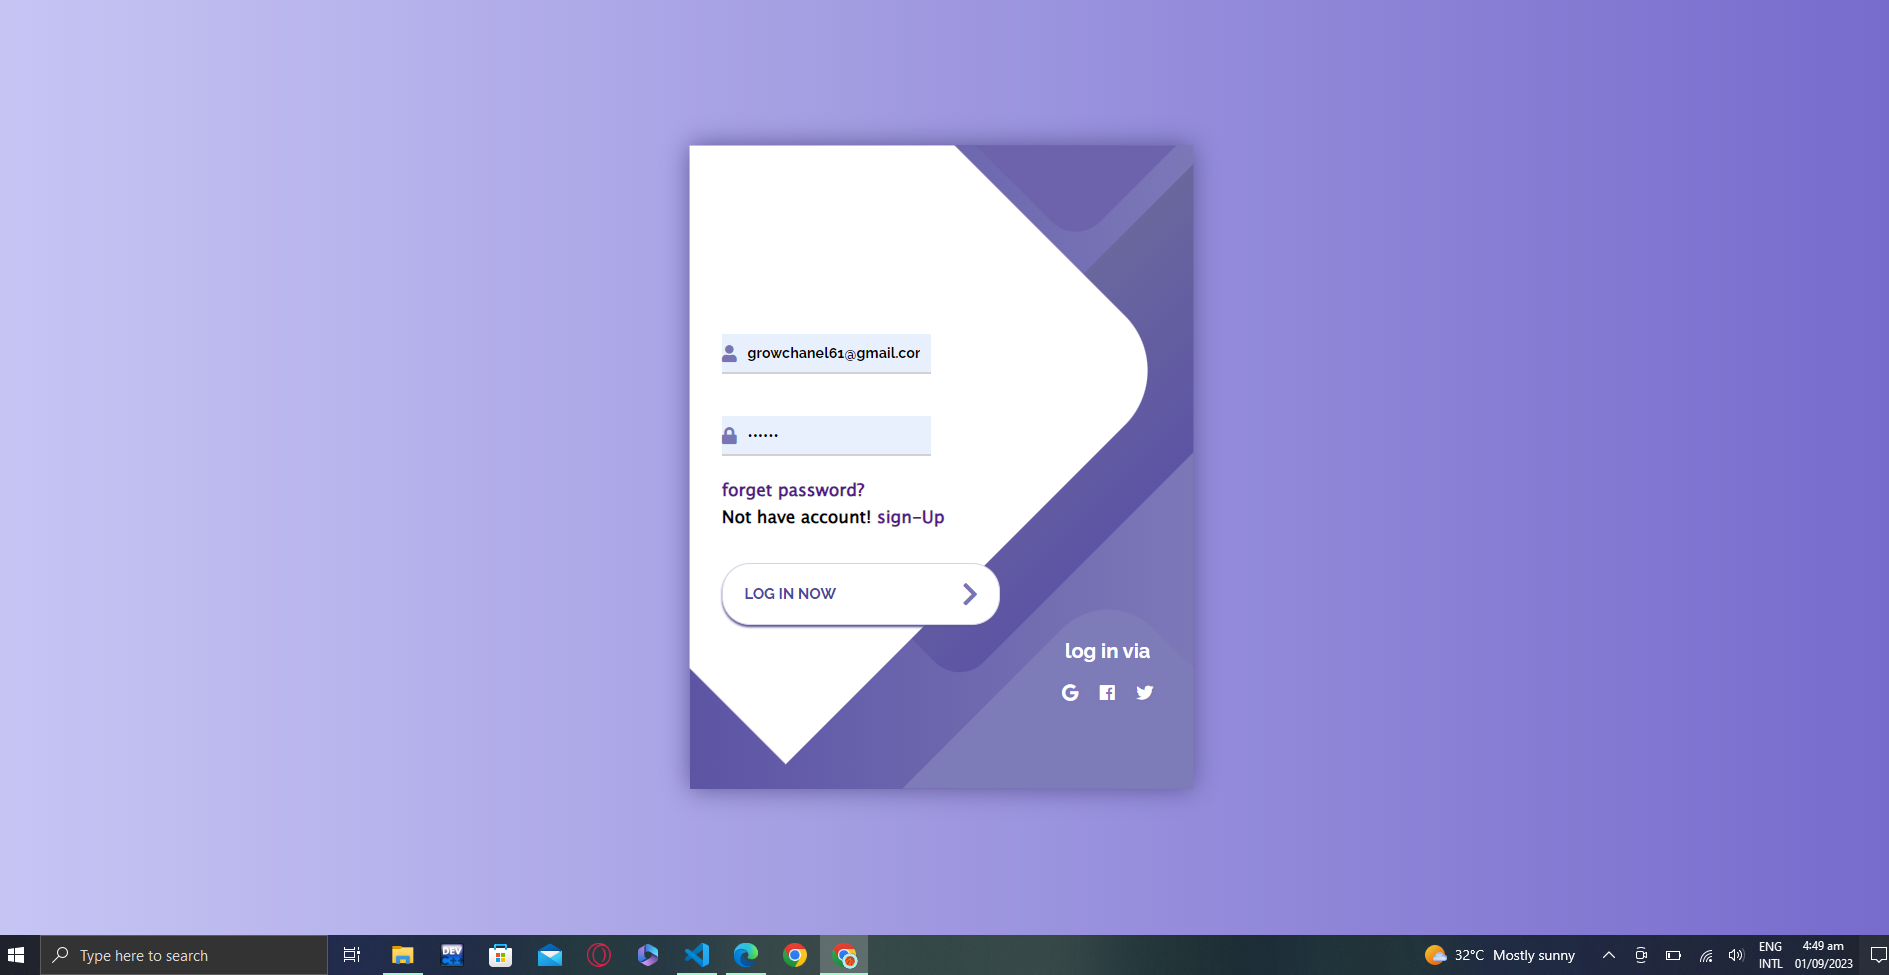 growchanel61@gmail.cor
••••••
forget password?
Not have account! sign-Up
LOG IN NOW
log in via
Type here to search
DEV
C++
32°C Mostly sunny
ENG
INTL
4:49 am
01/09/2023